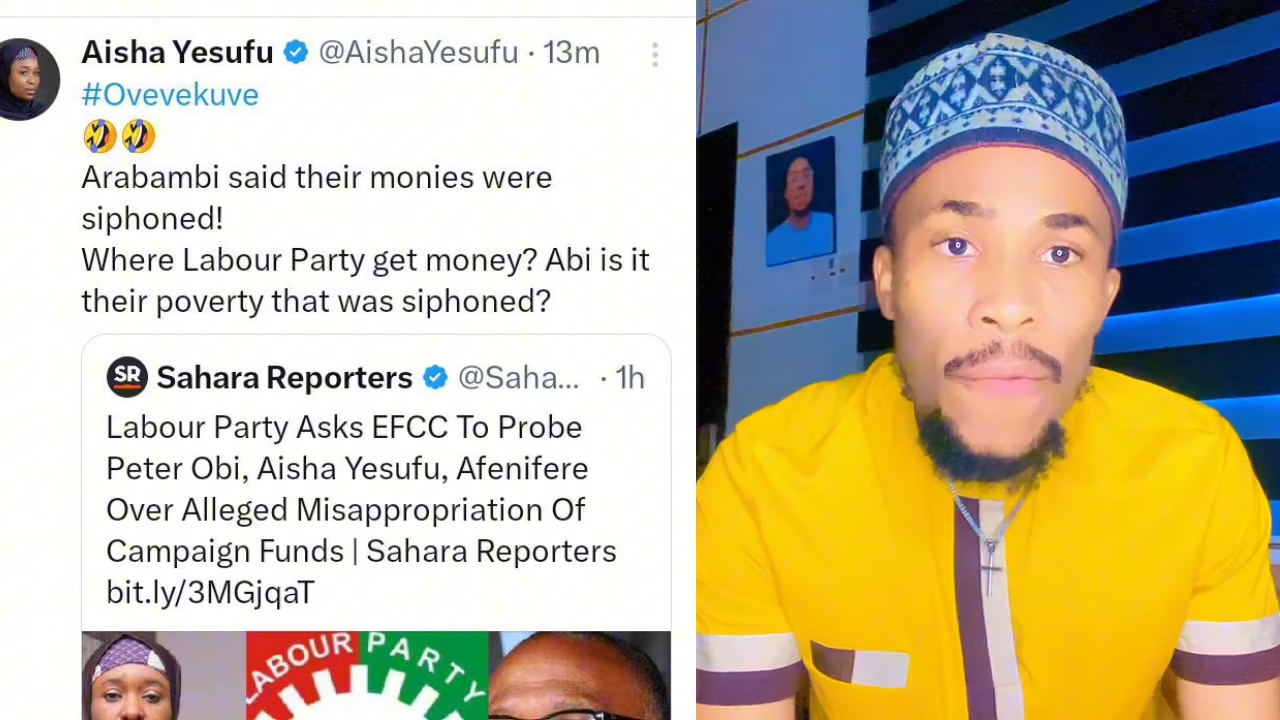 Aisha Yesufu @AishaYesufu · 13m
#Ovevekuve
🤣🤣
Arabambi said their monies were
siphoned!
Where Labour Party get money? Abi is it
their poverty that was siphoned?
SR Sahara Reporters @Saha... · 1h
Labour Party Asks EFCC To Probe
Peter Obi, Aisha Yesufu, Afenifere
Over Alleged Misappropriation Of
Campaign Funds | Sahara Reporters
bit.ly/3MGjqaT
LABOUR PARTY